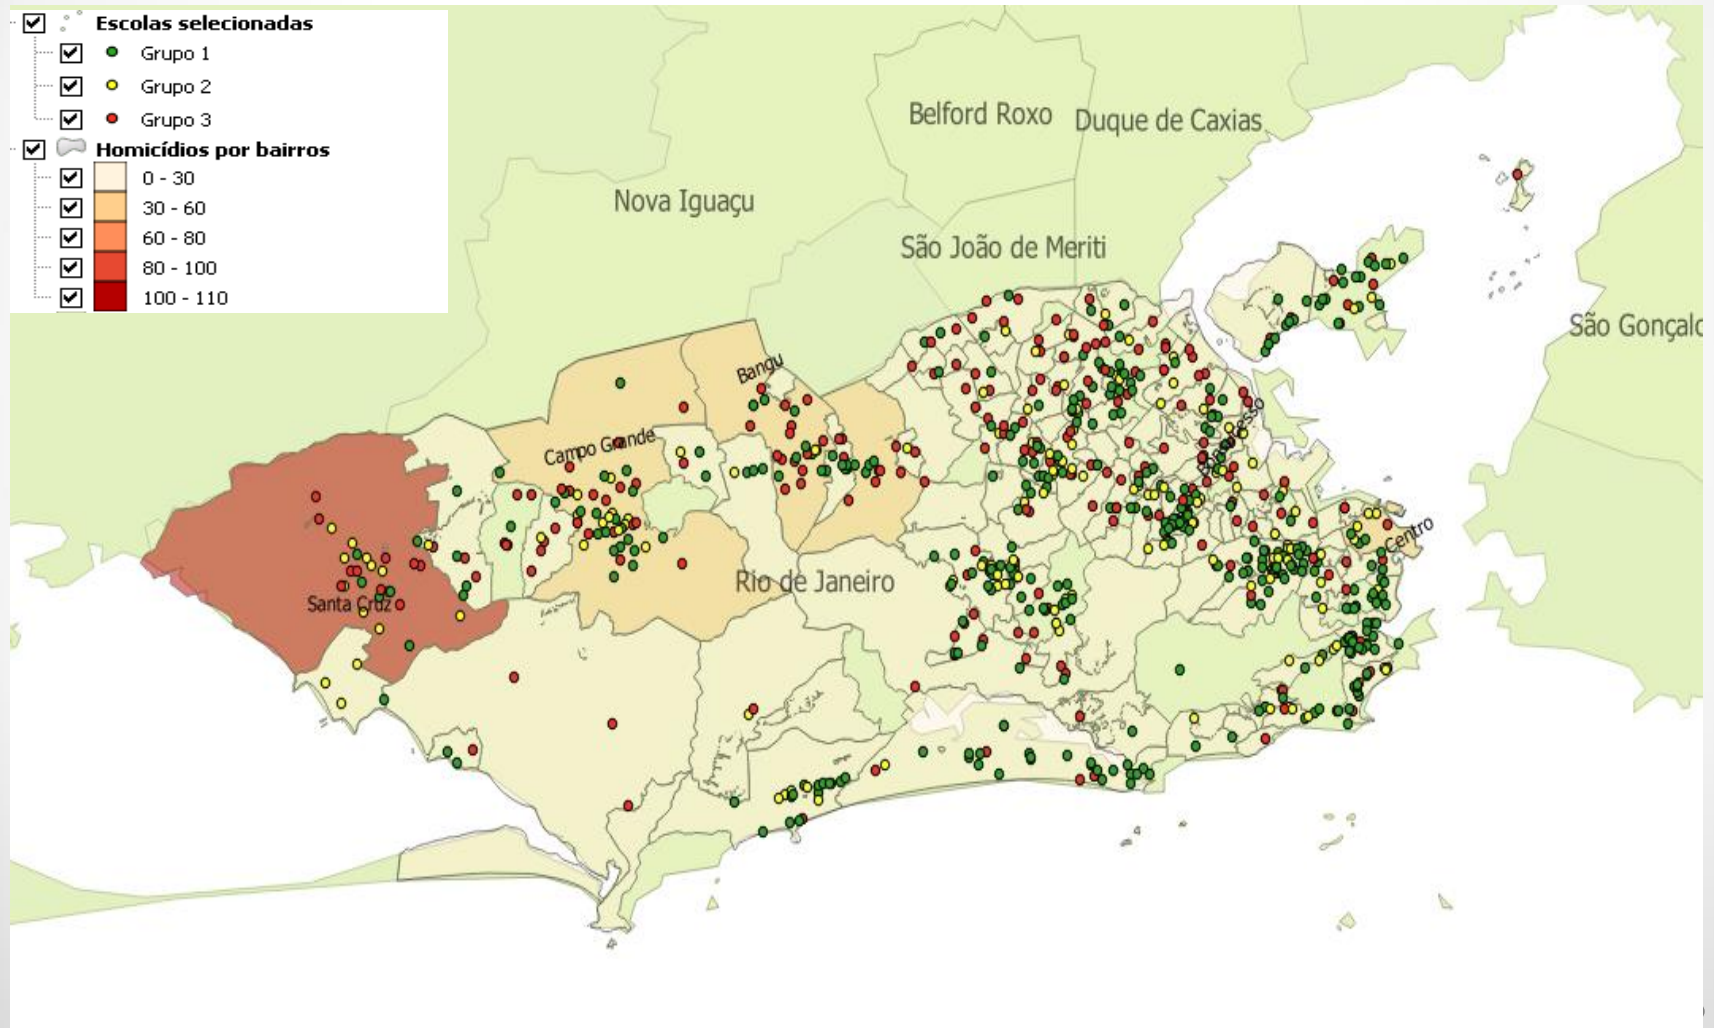 Escolas selecionadas
Grupo 1
Grupo 2
Grupo 3
Homicídios por bairros
0 - 30
30 - 60
60 - 80
80 - 100
100 - 110
Belford Roxo
Duque de Caxias
Nova Iguaçu
São João de Meriti
São Gonçalo
Bangu
Campo Grande
Centro
Rio de Janeiro
Santa Cruz